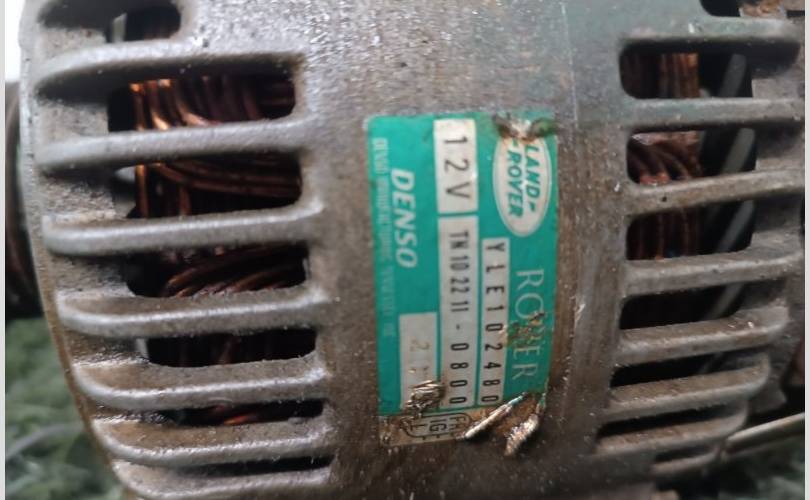 LAND-
-ROVER
ROVER
YLE102480
12V
TN102211-0800
DENSO